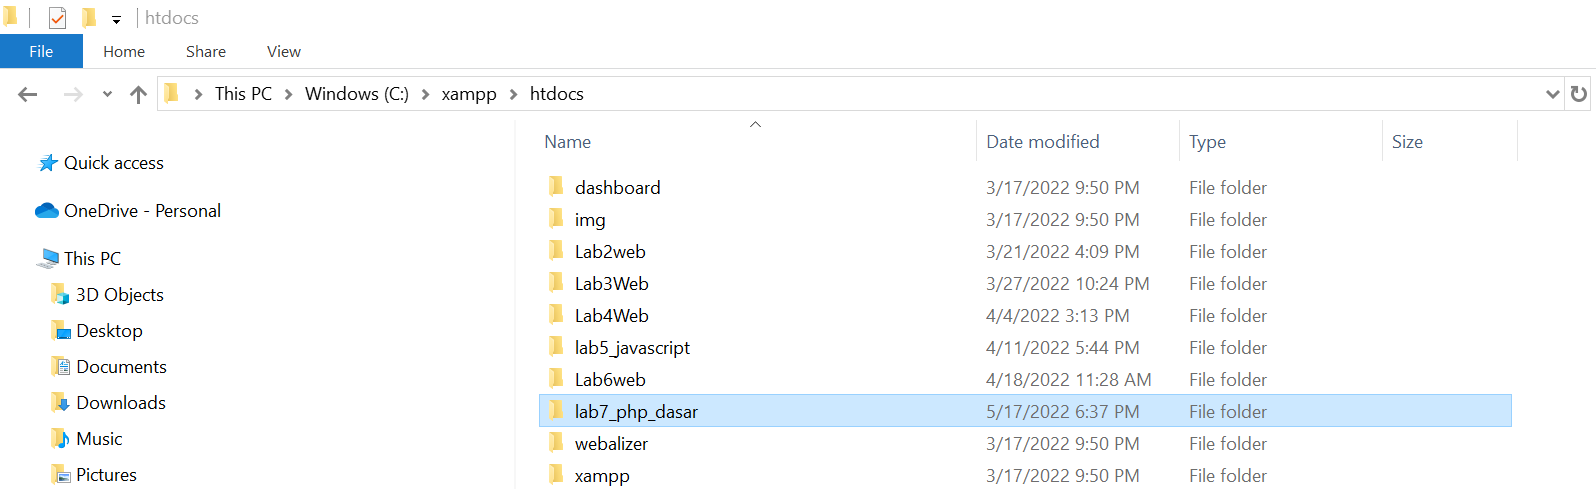 htdocs
File Home Share View
This PC Windows (C:) xampp htdocs
Name Date modified Type Size
Quick access
OneDrive - Personal
This PC
3D Objects
Desktop
Documents
Downloads
Music
Pictures
dashboard 3/17/2022 9:50 PM File folder
img 3/17/2022 9:50 PM File folder
Lab2web 3/21/2022 4:09 PM File folder
Lab3Web 3/27/2022 10:24 PM File folder
Lab4Web 4/4/2022 3:13 PM File folder
lab5_javascript 4/11/2022 5:44 PM File folder
Lab6web 4/18/2022 11:28 AM File folder
lab7_php_dasar 5/17/2022 6:37 PM File folder
webalizer 3/17/2022 9:50 PM File folder
xampp 3/17/2022 9:50 PM File folder